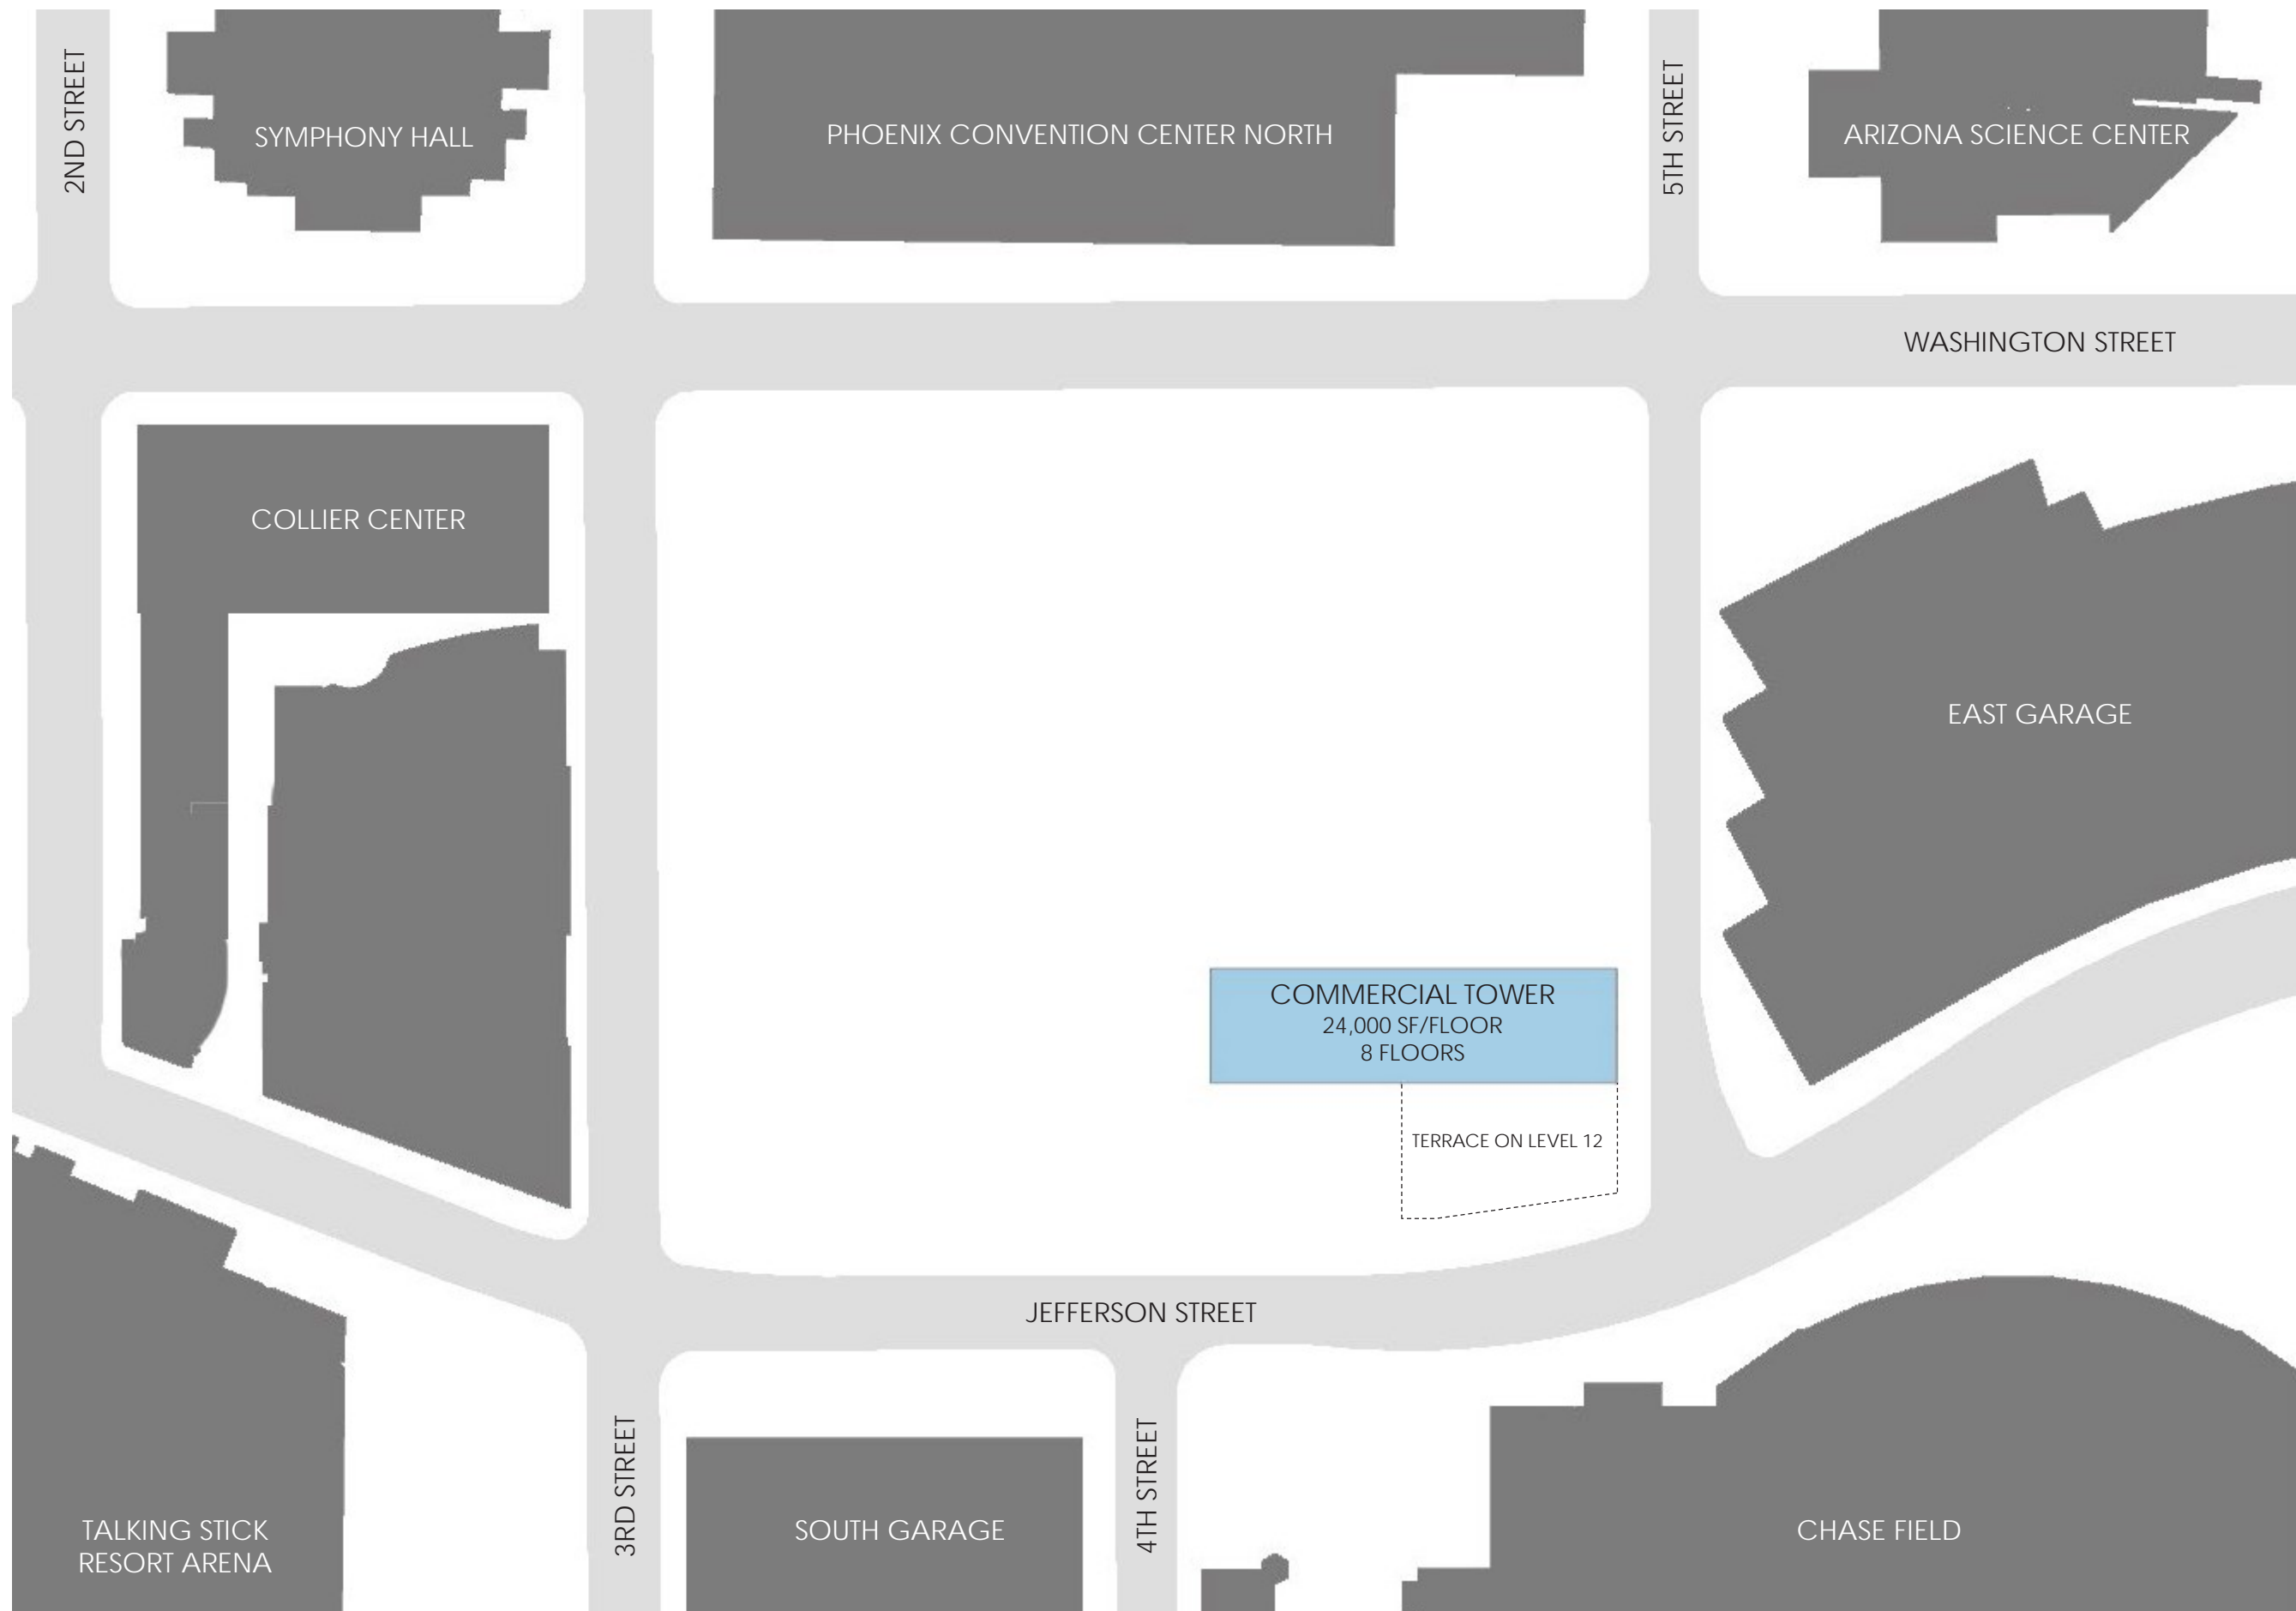 2ND STREET
SYMPHONY HALL
PHOENIX CONVENTION CENTER NORTH
5TH STREET
ARIZONA SCIENCE CENTER
WASHINGTON STREET
COLLIER CENTER
EAST GARAGE
COMMERCIAL TOWER
24,000 SF/FLOOR
8 FLOORS
TERRACE ON LEVEL 12
JEFFERSON STREET
TALKING STICK
RESORT ARENA
3RD STREET
SOUTH GARAGE
4TH STREET
CHASE FIELD